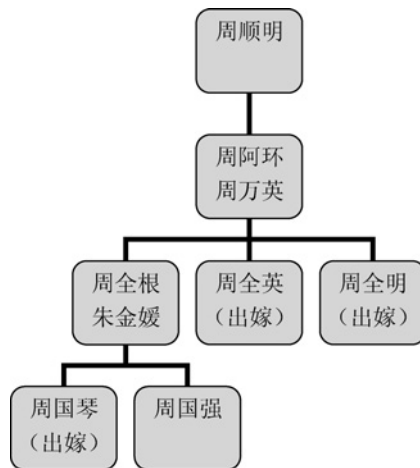 周顺明
周阿环
周万英
周全根
朱金媛
周全英
（出嫁）
周全明
（出嫁）
周国琴
（出嫁）
周国强